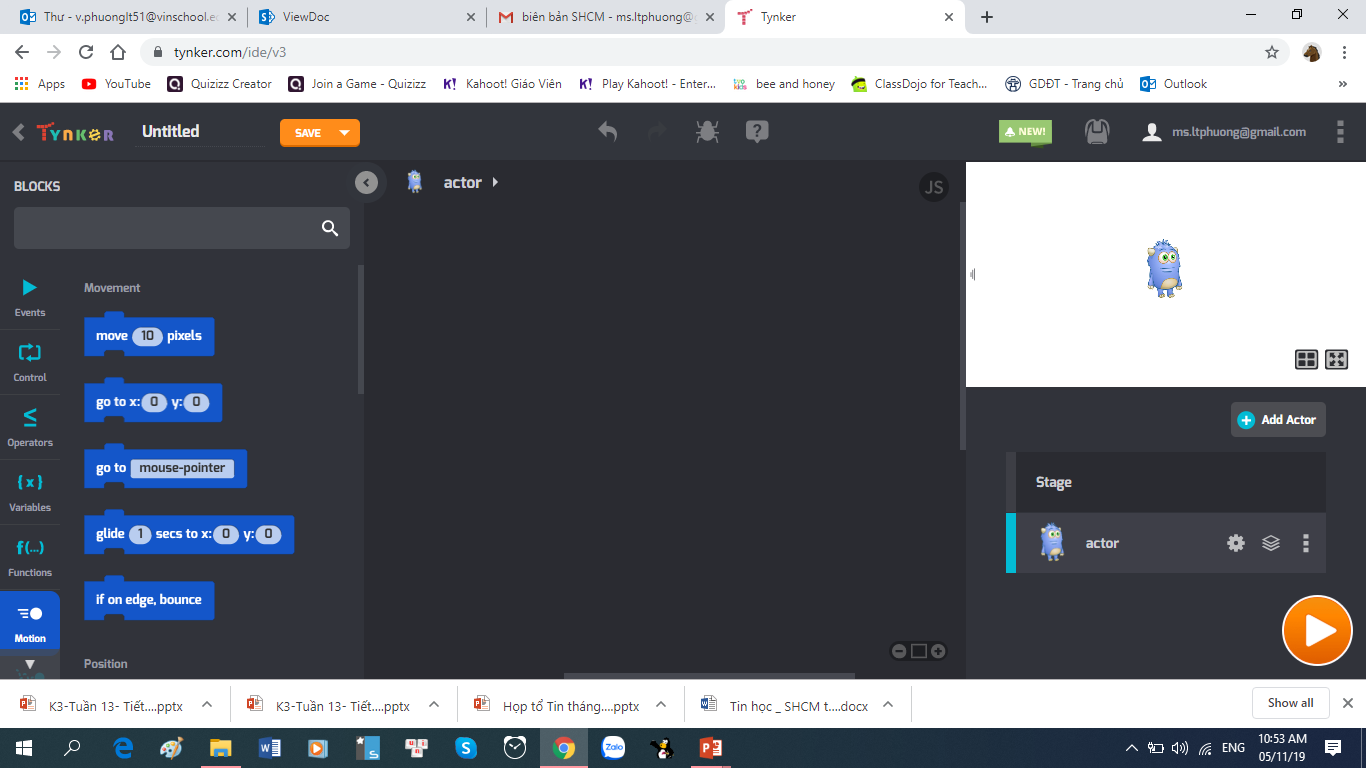 Thư - v.phuonglt51@vinschool.ec
ViewDoc
biên bản SHCM - ms.ltphuong@g
Tynker
tynker.com/ide/v3
Apps
YouTube
Quizizz Creator
Join a Game - Quizizz
Kahoot! Giáo Viên
Play Kahoot! - Enter...
bee and honey
ClassDojo for Teach...
GDĐT - Trang chủ
Outlook
TYNKER
Untitled
SAVE
NEW!
ms.ltphuong@gmail.com
BLOCKS
actor
JS
Events
Control
Operators
{x}
Variables
f(...)
Functions
Motion
Movement
move 10 pixels
go to x: 0 y: 0
go to mouse-pointer
glide 1 secs to x: 0 y: 0
if on edge, bounce
Position
Add Actor
Stage
actor
K3-Tuần 13- Tiết....pptx
K3-Tuần 13- Tiết....pptx
Họp tổ Tin tháng....pptx
Tin học _ SHCM t....docx
Show all
Zalo
ENG
10:53 AM
05/11/19